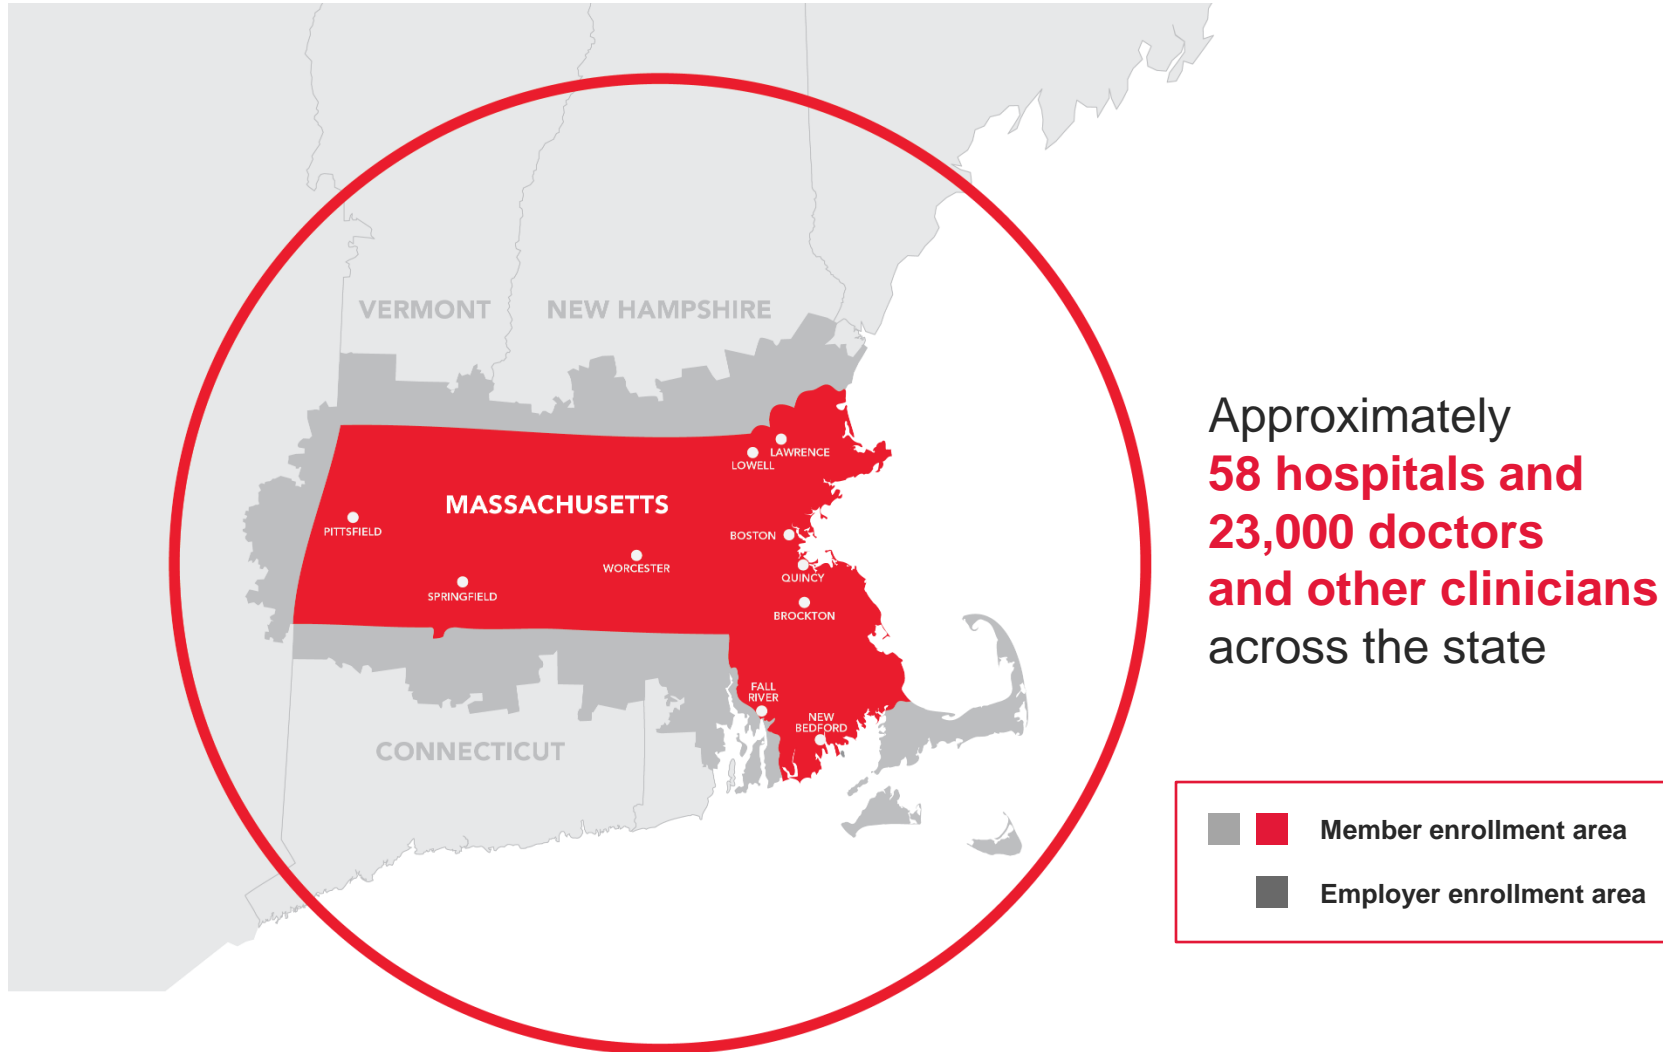 VERMONT
NEW HAMPSHIRE
LAWRENCE
LOWELL
MASSACHUSETTS
PITTSFIELD
BOSTON
WORCESTER
QUINCY
SPRINGFIELD
BROCKTON
FALL
RIVER
NEW
BEDFORD
CONNECTICUT
Approximately
58 hospitals and
23,000 doctors
and other clinicians
across the state
Member enrollment area
Employer enrollment area